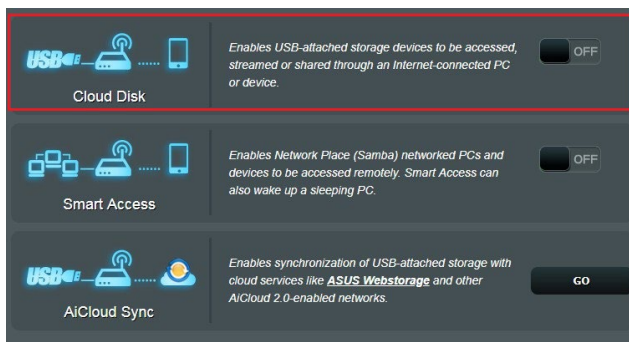 USB
Enables USB-attached storage devices to be accessed,
streamed or shared through an Internet-connected PC
or device.
OFF
Cloud Disk
Enables Network Place (Samba) networked PCs and
devices to be accessed remotely. Smart Access can
also wake up a sleeping PC.
OFF
Smart Access
USB
Enables synchronization of USB-attached storage with
cloud services like ASUS Webstorage and other
AiCloud 2.0-enabled networks.
GO
AiCloud Sync